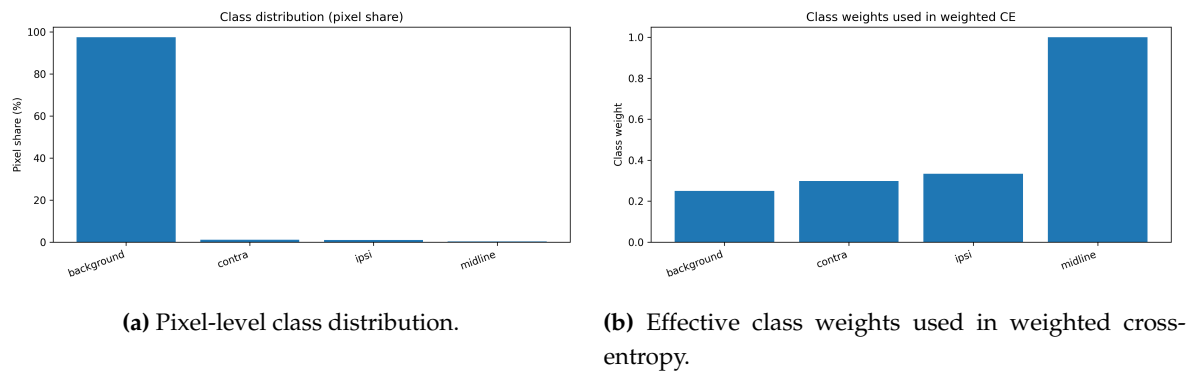 Class distribution (pixel share)
Pixel share (%)
100
80
60
40
20
0
background
contra
ipsi
midline
(a) Pixel-level class distribution.
Class weights used in weighted CE
Class weight
1.0
0.8
0.6
0.4
0.2
0.0
background
contra
ipsi
midline
(b) Effective class weights used in weighted cross-
entropy.